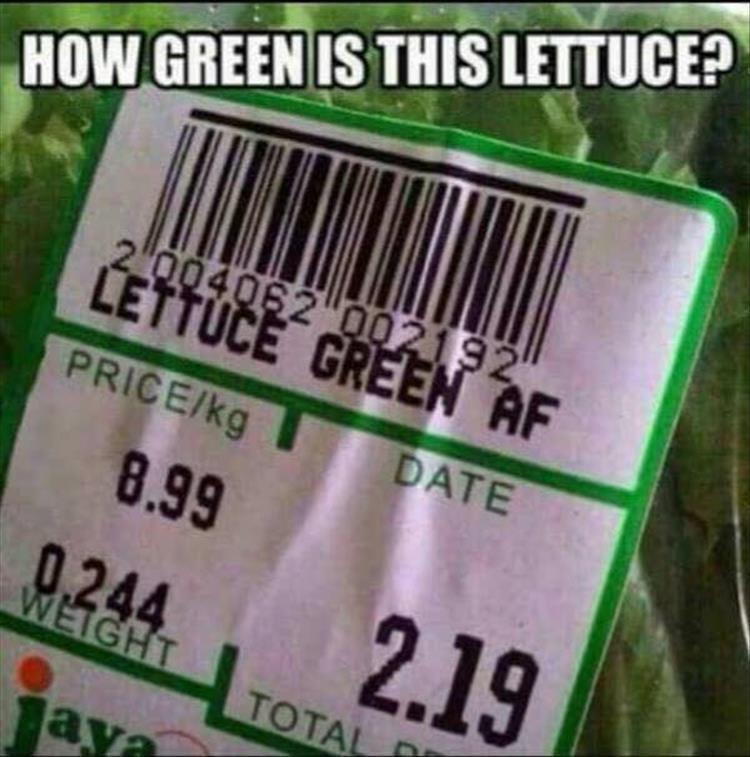 HOW GREEN IS THIS LETTUCE?
2 004062 002192
LETTUCE GREEN AF
PRICE/kg
DATE
8.99
0.244
WEIGHT
2.19
TOTAL
jaya